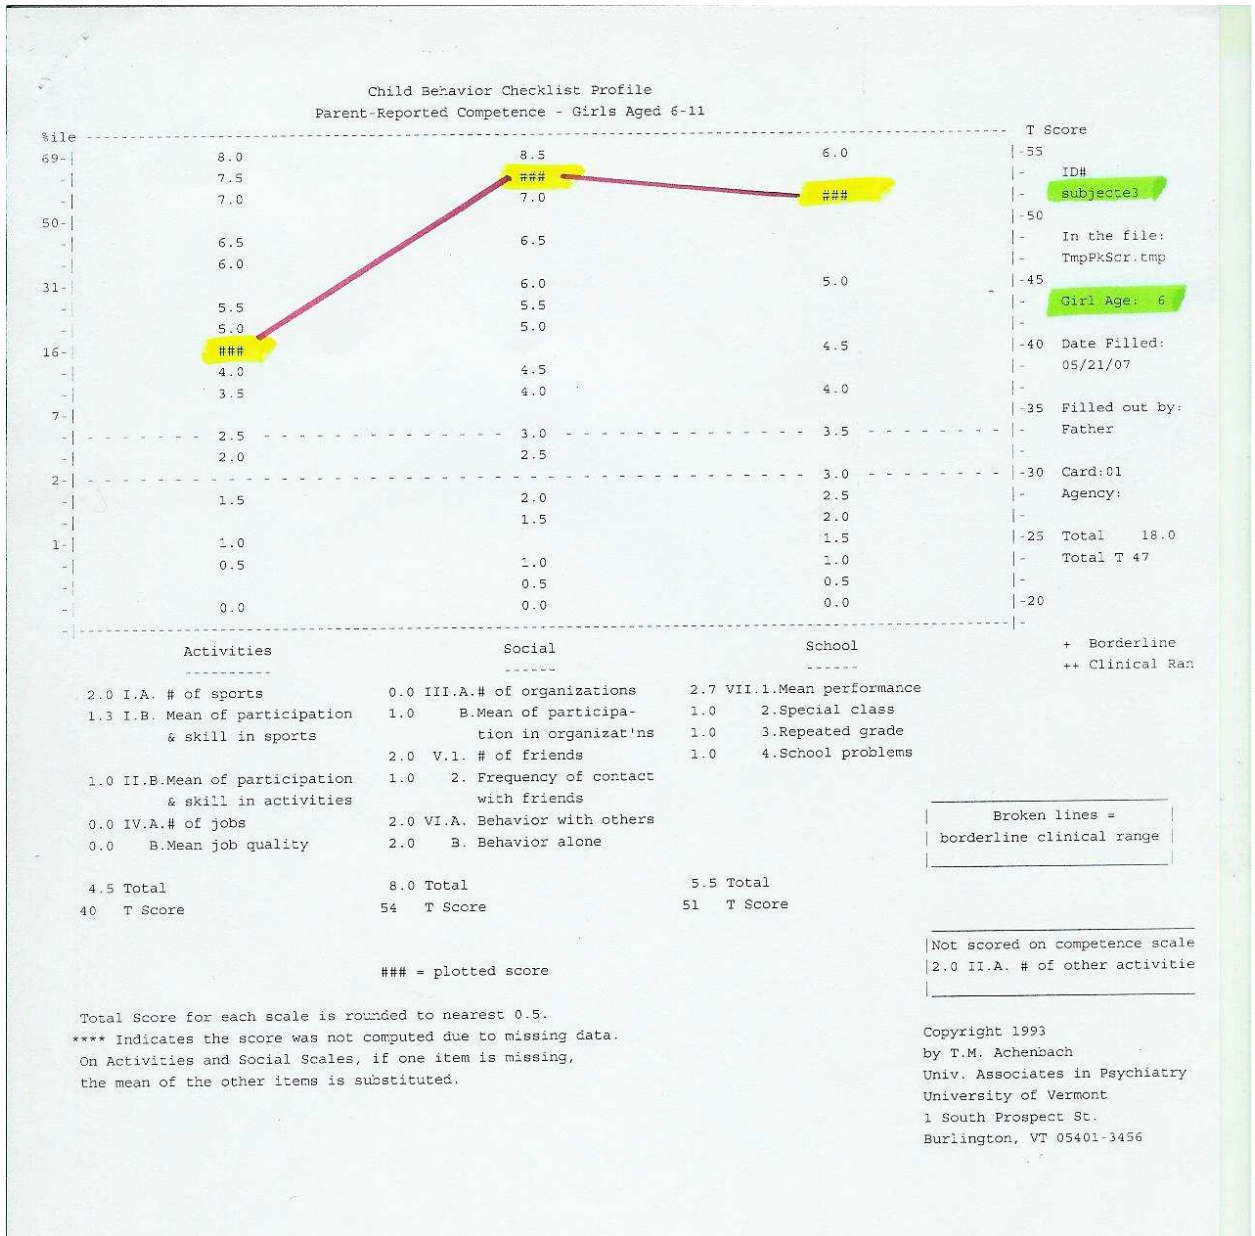 Child Behavior Checklist Profile
Parent-Reported Competence - Girls Aged 6-11
%ile T Score
69- 8.0 8.5 6.0 -55
7.5 ### ID#
7.0 7.0 ### subjecte3
50- -50
6.5 6.5 In the file:
6.0 TmpPkScr.tmp
31- 6.0 5.0 -45
5.5 5.5 Girl Age: 6
5.0 5.0
16- ### 4.5 -40 Date Filled:
4.0 4.5 05/21/07
3.5 4.0 4.0
7- -35 Filled out by:
2.5 3.0 3.5 Father
2.0 2.5
2- 3.0 -30 Card:01
1.5 2.0 2.5 Agency:
1.5 2.0
1- 1.0 1.5 -25 Total 18.0
0.5 1.0 1.0 Total T 47
0.5 0.5
0.0 0.0 0.0 -20
Activities Social School + Borderline
++ Clinical Ran
2.0 I.A. # of sports 0.0 III.A.# of organizations 2.7 VII.1.Mean performance
1.3 I.B. Mean of participation 1.0 B.Mean of participa- 1.0 2.Special class
& skill in sports tion in organizat'ns 1.0 3.Repeated grade
2.0 V.1. # of friends 1.0 4.School problems
1.0 II.B.Mean of participation 1.0 2. Frequency of contact
& skill in activities with friends
0.0 IV.A.# of jobs 2.0 VI.A. Behavior with others
0.0 B.Mean job quality 2.0 B. Behavior alone
Broken lines =
borderline clinical range
4.5 Total 8.0 Total 5.5 Total
40 T Score 54 T Score 51 T Score
Not scored on competence scale
2.0 II.A. # of other activitie
### = plotted score
Total Score for each scale is rounded to nearest 0.5.
**** Indicates the score was not computed due to missing data.
On Activities and Social Scales, if one item is missing,
the mean of the other items is substituted.
Copyright 1993
by T.M. Achenbach
Univ. Associates in Psychiatry
University of Vermont
1 South Prospect St.
Burlington, VT 05401-3456